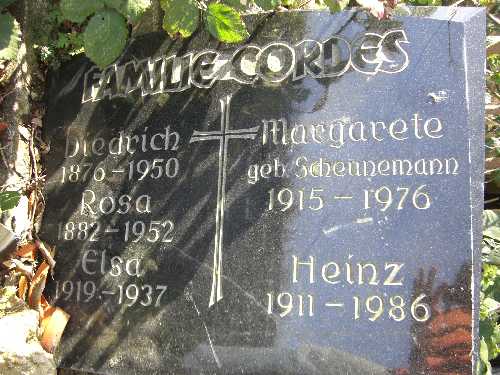 FAMILIE CORDES
Diedrich
1876-1950
Rosa
1882-1952
Elsa
1919-1937
Margarete
geb. Scheunemann
1915-1976
Heinz
1911-1986